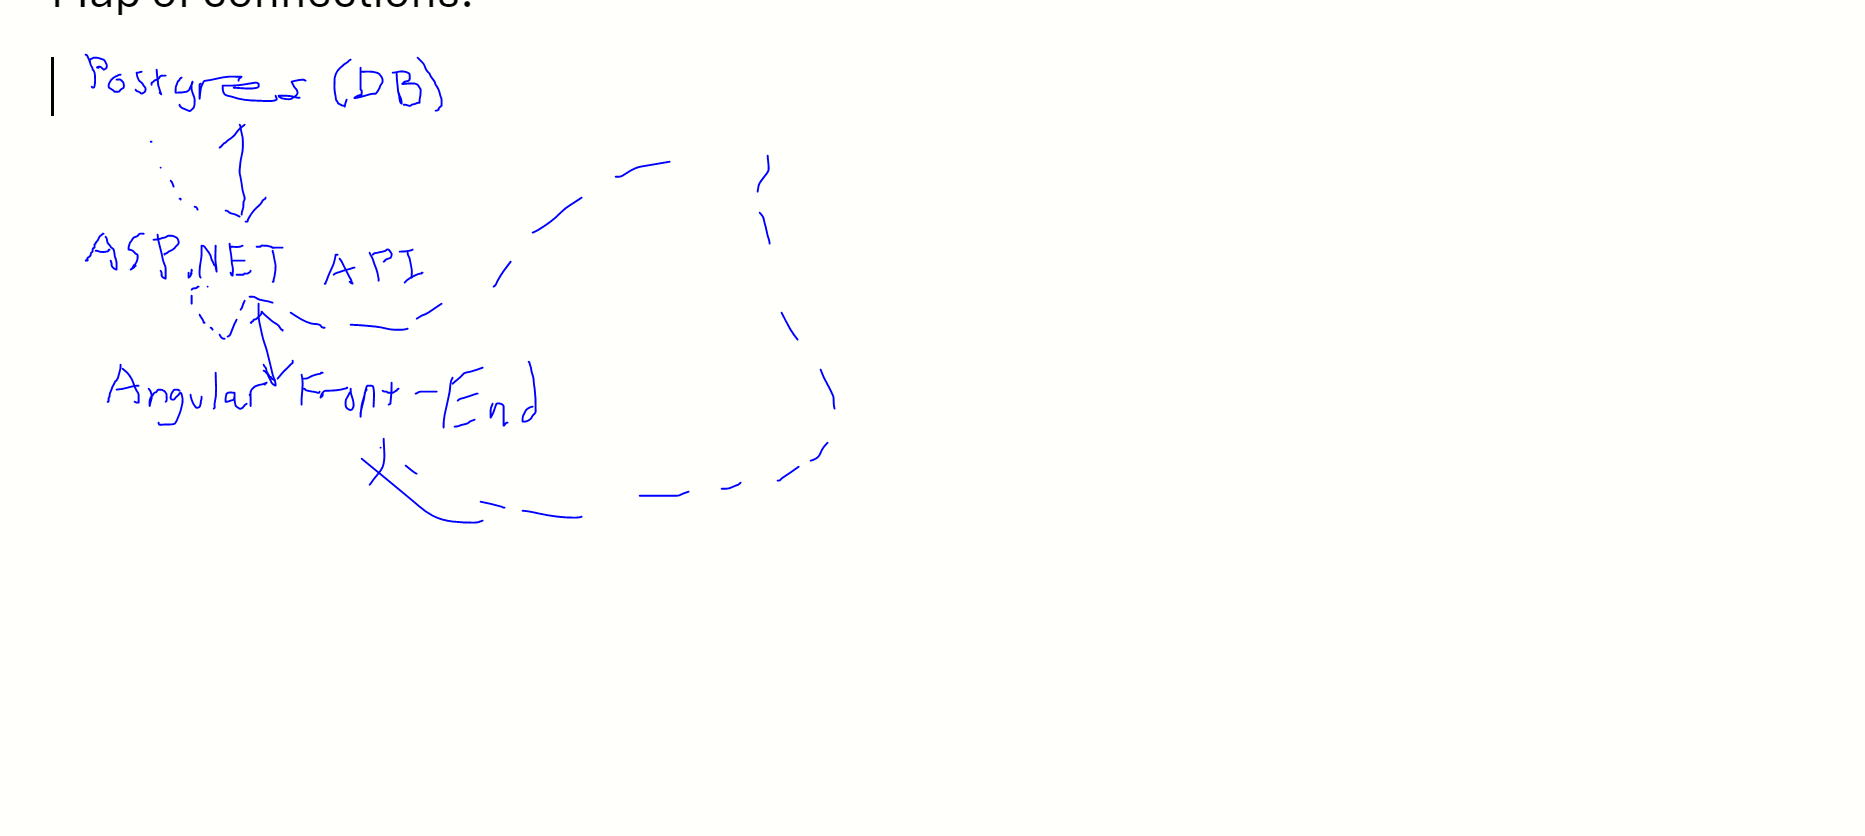 Map of connections:
Postgres (DB)
ASP.NET API
Angular Front-End